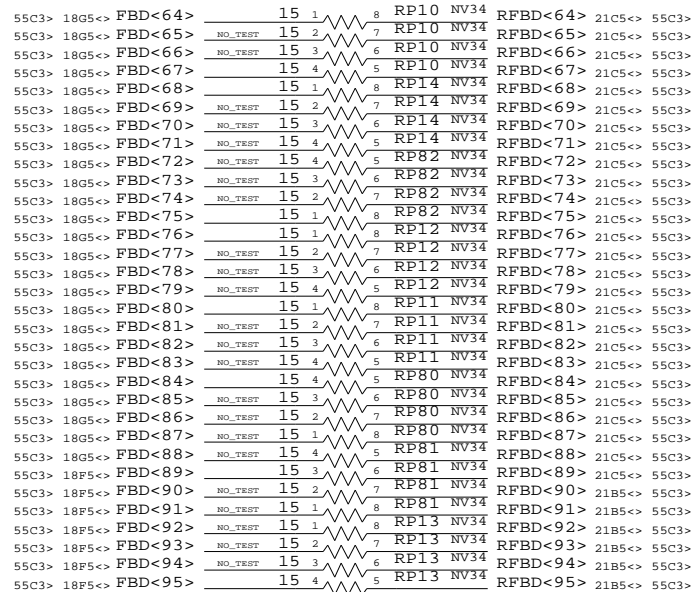 55C3> 18G5<> FBD<64> 15 1 8 RP10 NV34 RFBD<64> 21C5<> 55C3>
55C3> 18G5<> FBD<65> NO_TEST 15 2 7 RP10 NV34 RFBD<65> 21C5<> 55C3>
55C3> 18G5<> FBD<66> NO_TEST 15 3 6 RP10 NV34 RFBD<66> 21C5<> 55C3>
55C3> 18G5<> FBD<67> 15 4 5 RP10 NV34 RFBD<67> 21C5<> 55C3>
55C3> 18G5<> FBD<68> 15 1 8 RP14 NV34 RFBD<68> 21C5<> 55C3>
55C3> 18G5<> FBD<69> NO_TEST 15 2 7 RP14 NV34 RFBD<69> 21C5<> 55C3>
55C3> 18G5<> FBD<70> NO_TEST 15 3 6 RP14 NV34 RFBD<70> 21C5<> 55C3>
55C3> 18G5<> FBD<71> NO_TEST 15 4 5 RP14 NV34 RFBD<71> 21C5<> 55C3>
55C3> 18G5<> FBD<72> NO_TEST 15 4 5 RP82 NV34 RFBD<72> 21C5<> 55C3>
55C3> 18G5<> FBD<73> NO_TEST 15 3 6 RP82 NV34 RFBD<73> 21C5<> 55C3>
55C3> 18G5<> FBD<74> NO_TEST 15 2 7 RP82 NV34 RFBD<74> 21C5<> 55C3>
55C3> 18G5<> FBD<75> 15 1 8 RP82 NV34 RFBD<75> 21C5<> 55C3>
55C3> 18G5<> FBD<76> 15 1 8 RP12 NV34 RFBD<76> 21C5<> 55C3>
55C3> 18G5<> FBD<77> NO_TEST 15 2 7 RP12 NV34 RFBD<77> 21C5<> 55C3>
55C3> 18G5<> FBD<78> NO_TEST 15 3 6 RP12 NV34 RFBD<78> 21C5<> 55C3>
55C3> 18G5<> FBD<79> NO_TEST 15 4 5 RP12 NV34 RFBD<79> 21C5<> 55C3>
55C3> 18G5<> FBD<80> 15 1 8 RP11 NV34 RFBD<80> 21C5<> 55C3>
55C3> 18G5<> FBD<81> NO_TEST 15 2 7 RP11 NV34 RFBD<81> 21C5<> 55C3>
55C3> 18G5<> FBD<82> NO_TEST 15 3 6 RP11 NV34 RFBD<82> 21C5<> 55C3>
55C3> 18G5<> FBD<83> NO_TEST 15 4 5 RP11 NV34 RFBD<83> 21C5<> 55C3>
55C3> 18G5<> FBD<84> 15 4 5 RP80 NV34 RFBD<84> 21C5<> 55C3>
55C3> 18G5<> FBD<85> NO_TEST 15 3 6 RP80 NV34 RFBD<85> 21C5<> 55C3>
55C3> 18G5<> FBD<86> NO_TEST 15 2 7 RP80 NV34 RFBD<86> 21C5<> 55C3>
55C3> 18G5<> FBD<87> NO_TEST 15 1 8 RP80 NV34 RFBD<87> 21C5<> 55C3>
55C3> 18G5<> FBD<88> NO_TEST 15 4 5 RP81 NV34 RFBD<88> 21C5<> 55C3>
55C3> 18F5<> FBD<89> 15 3 6 RP81 NV34 RFBD<89> 21C5<> 55C3>
55C3> 18F5<> FBD<90> NO_TEST 15 2 7 RP81 NV34 RFBD<90> 21B5<> 55C3>
55C3> 18F5<> FBD<91> NO_TEST 15 1 8 RP81 NV34 RFBD<91> 21B5<> 55C3>
55C3> 18F5<> FBD<92> NO_TEST 15 1 8 RP13 NV34 RFBD<92> 21B5<> 55C3>
55C3> 18F5<> FBD<93> NO_TEST 15 2 7 RP13 NV34 RFBD<93> 21B5<> 55C3>
55C3> 18F5<> FBD<94> NO_TEST 15 3 6 RP13 NV34 RFBD<94> 21B5<> 55C3>
55C3> 18F5<> FBD<95> 15 4 5 RP13 NV34 RFBD<95> 21B5<> 55C3>